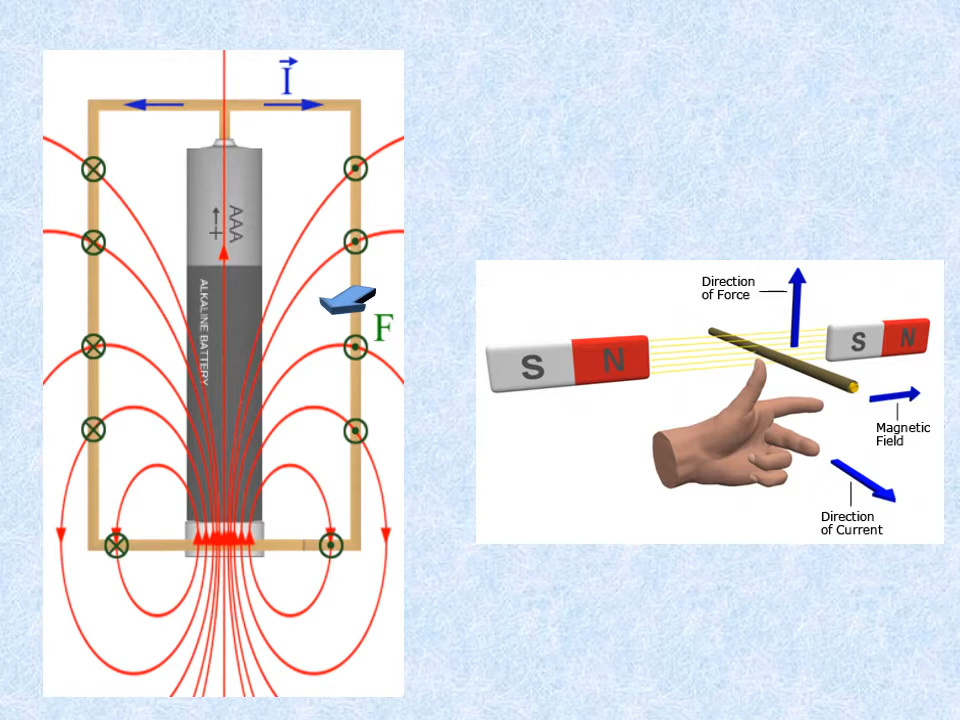 I
AAA
+
ALKALINE BATTERY
F
Direction
of Force
S
N
S
N
Magnetic
Field
Direction
of Current